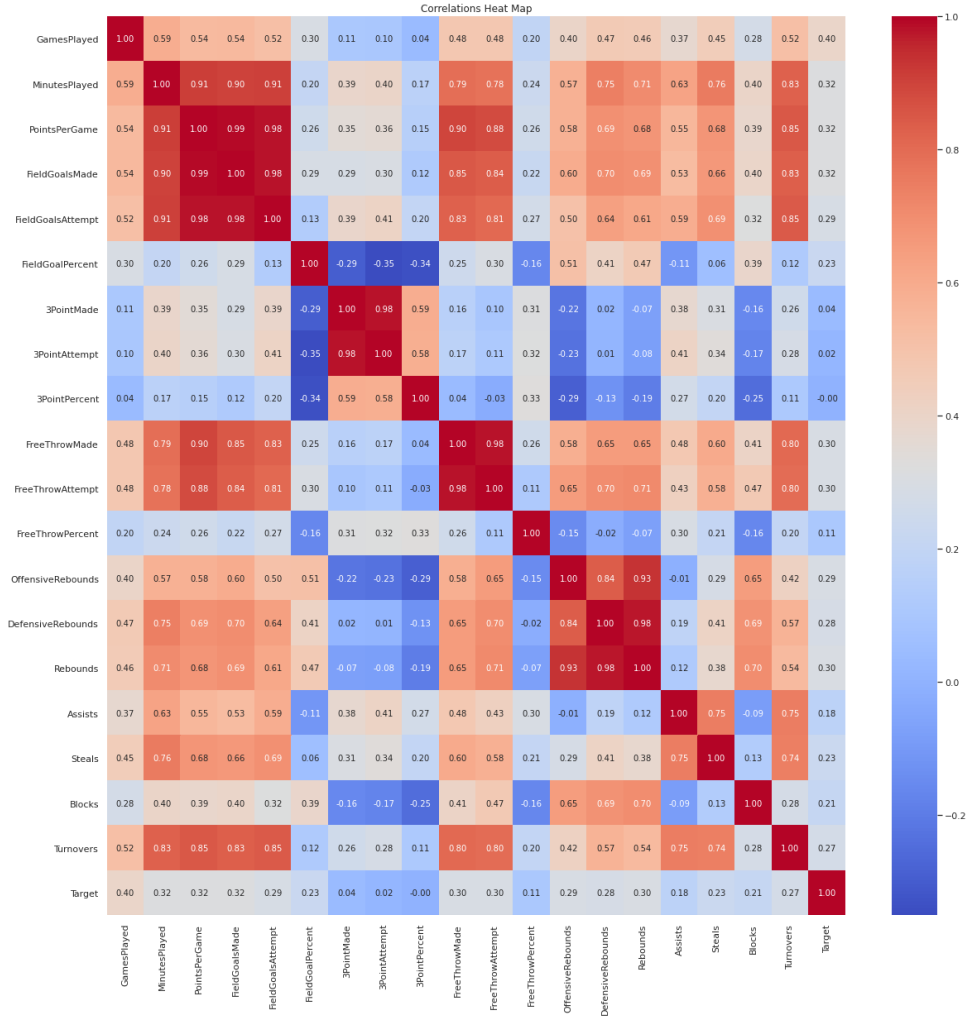 Correlations Heat Map
GamesPlayed 1.00 0.59 0.54 0.54 0.52 0.30 0.11 0.10 0.04 0.48 0.48 0.20 0.40 0.47 0.46 0.37 0.45 0.28 0.52 0.40
MinutesPlayed 0.59 1.00 0.91 0.90 0.91 0.20 0.39 0.40 0.17 0.79 0.78 0.24 0.57 0.75 0.71 0.63 0.76 0.40 0.83 0.32
PointsPerGame 0.54 0.91 1.00 0.99 0.98 0.26 0.35 0.36 0.15 0.90 0.88 0.26 0.58 0.69 0.68 0.55 0.68 0.39 0.85 0.32
FieldGoalsMade 0.54 0.90 0.99 1.00 0.98 0.29 0.29 0.30 0.12 0.85 0.84 0.22 0.60 0.70 0.69 0.53 0.66 0.40 0.83 0.32
FieldGoalsAttempt 0.52 0.91 0.98 0.98 1.00 0.13 0.39 0.41 0.20 0.83 0.81 0.27 0.50 0.64 0.61 0.59 0.69 0.32 0.85 0.29
FieldGoalPercent 0.30 0.20 0.26 0.29 0.13 1.00 -0.29 -0.35 -0.34 0.25 0.30 -0.16 0.51 0.41 0.47 -0.11 0.06 0.39 0.12 0.23
3PointMade 0.11 0.39 0.35 0.29 0.39 -0.29 1.00 0.98 0.59 0.16 0.10 0.31 -0.22 0.02 -0.07 0.38 0.31 -0.16 0.26 0.04
3PointAttempt 0.10 0.40 0.36 0.30 0.41 -0.35 0.98 1.00 0.58 0.17 0.11 0.32 -0.23 0.01 -0.08 0.41 0.34 -0.17 0.28 0.02
3PointPercent 0.04 0.17 0.15 0.12 0.20 -0.34 0.59 0.58 1.00 0.04 -0.03 0.33 -0.29 -0.13 -0.19 0.27 0.20 -0.25 0.11 -0.00
FreeThrowMade 0.48 0.79 0.90 0.85 0.83 0.25 0.16 0.17 0.04 1.00 0.98 0.26 0.58 0.65 0.65 0.48 0.60 0.41 0.80 0.30
FreeThrowAttempt 0.48 0.78 0.88 0.84 0.81 0.30 0.10 0.11 -0.03 0.98 1.00 0.11 0.65 0.70 0.71 0.43 0.58 0.47 0.80 0.30
FreeThrowPercent 0.20 0.24 0.26 0.22 0.27 -0.16 0.31 0.32 0.33 0.26 0.11 1.00 -0.15 -0.02 -0.07 0.30 0.21 -0.16 0.20 0.11
OffensiveRebounds 0.40 0.57 0.58 0.60 0.50 0.51 -0.22 -0.23 -0.29 0.58 0.65 -0.15 1.00 0.84 0.93 -0.01 0.29 0.65 0.42 0.29
DefensiveRebounds 0.47 0.75 0.69 0.70 0.64 0.41 0.02 0.01 -0.13 0.65 0.70 -0.02 0.84 1.00 0.98 0.19 0.41 0.69 0.57 0.28
Rebounds 0.46 0.71 0.68 0.69 0.61 0.47 -0.07 -0.08 -0.19 0.65 0.71 -0.07 0.93 0.98 1.00 0.12 0.38 0.70 0.54 0.30
Assists 0.37 0.63 0.55 0.53 0.59 -0.11 0.38 0.41 0.27 0.48 0.43 0.30 -0.01 0.19 0.12 1.00 0.75 -0.09 0.75 0.18
Steals 0.45 0.76 0.68 0.66 0.69 0.06 0.31 0.34 0.20 0.60 0.58 0.21 0.29 0.41 0.38 0.75 1.00 0.13 0.74 0.23
Blocks 0.28 0.40 0.39 0.40 0.32 0.39 -0.16 -0.17 -0.25 0.41 0.47 -0.16 0.65 0.69 0.70 -0.09 0.13 1.00 0.28 0.21
Turnovers 0.52 0.83 0.85 0.83 0.85 0.12 0.26 0.28 0.11 0.80 0.80 0.20 0.42 0.57 0.54 0.75 0.74 0.28 1.00 0.27
Target 0.40 0.32 0.32 0.32 0.29 0.23 0.04 0.02 -0.00 0.30 0.30 0.11 0.29 0.28 0.30 0.18 0.23 0.21 0.27 1.00
GamesPlayed
MinutesPlayed
PointsPerGame
FieldGoalsMade
FieldGoalsAttempt
FieldGoalPercent
3PointMade
3PointAttempt
3PointPercent
FreeThrowMade
FreeThrowAttempt
FreeThrowPercent
OffensiveRebounds
DefensiveRebounds
Rebounds
Assists
Steals
Blocks
Turnovers
Target
1.0
0.8
0.6
0.4
0.2
0.0
−0.2